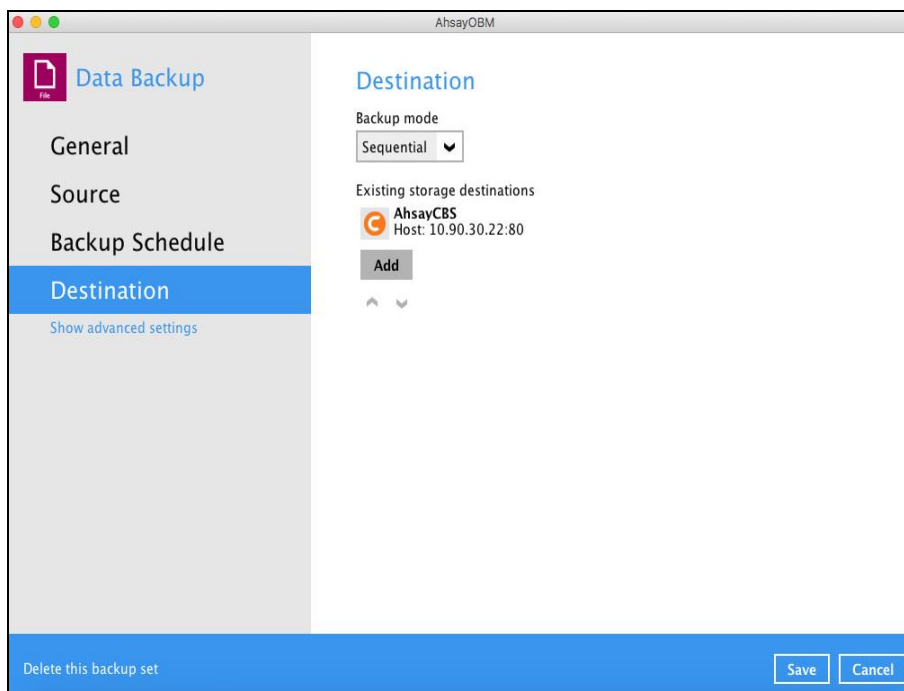 AhsayOBM
File
Data Backup
General
Source
Backup Schedule
Destination
Show advanced settings
Destination
Backup mode
Sequential
Existing storage destinations
AhsayCBS
Host: 10.90.30.22:80
Add
Delete this backup set
Save
Cancel